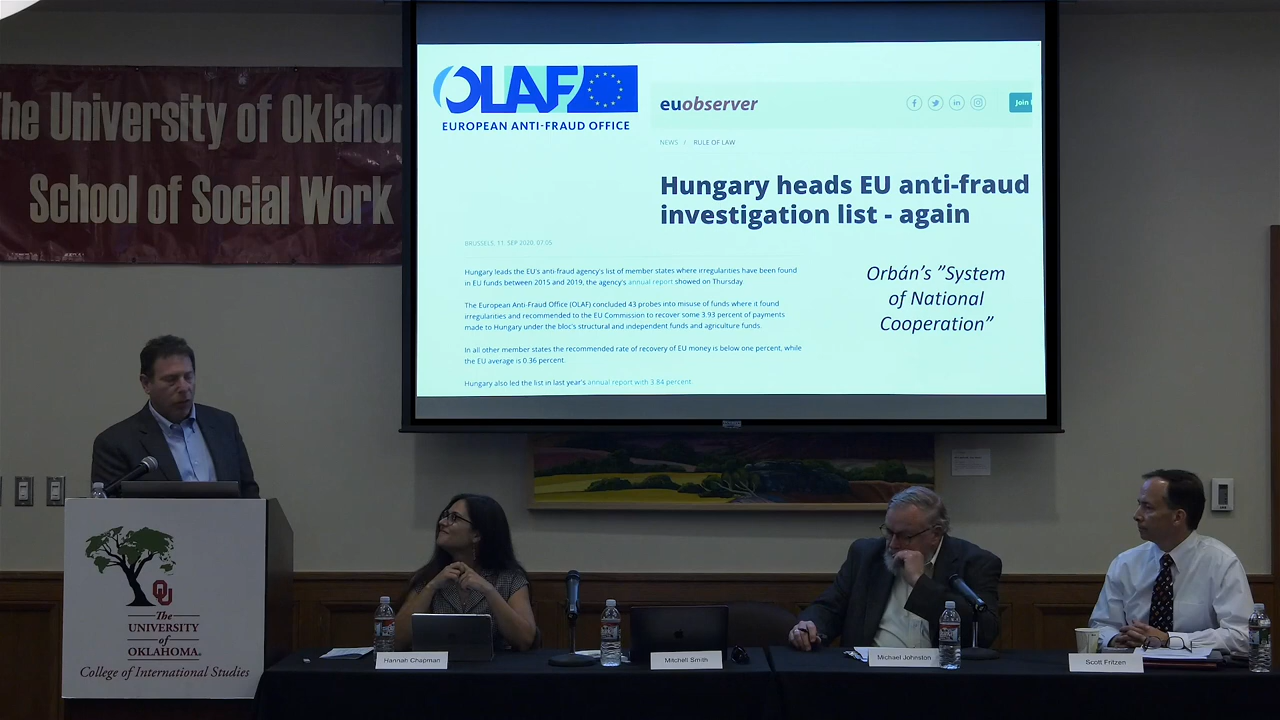 The University of Oklaho
School of Social Work
OLAF
EUROPEAN ANTI-FRAUD OFFICE
euobserver
Join
NEWS / RULE OF LAW
Hungary heads EU anti-fraud
investigation list - again
BRUSSELS, 11. SEP 2020, 07:05
Hungary leads the EU's anti-fraud agency's list of member states where irregularities have been found
in EU funds between 2015 and 2019, the agency's annual report showed on Thursday.
The European Anti-Fraud Office (OLAF) concluded 43 probes into misuse of funds where it found
irregularities and recommended to the EU Commission to recover some 3.93 percent of payments
made to Hungary under the bloc's structural and independent funds and agriculture funds.
In all other member states the recommended rate of recovery of EU money is below one percent, while
the EU average is 0.36 percent.
Hungary also led the list in last year's annual report with 3.84 percent.
Orbán's "System
of National
Cooperation"
OU
The
UNIVERSITY
of
OKLAHOMA
College of International Studies
Hannah Chapman
Mitchell Smith
Michael Johnston
Scott Fritzen